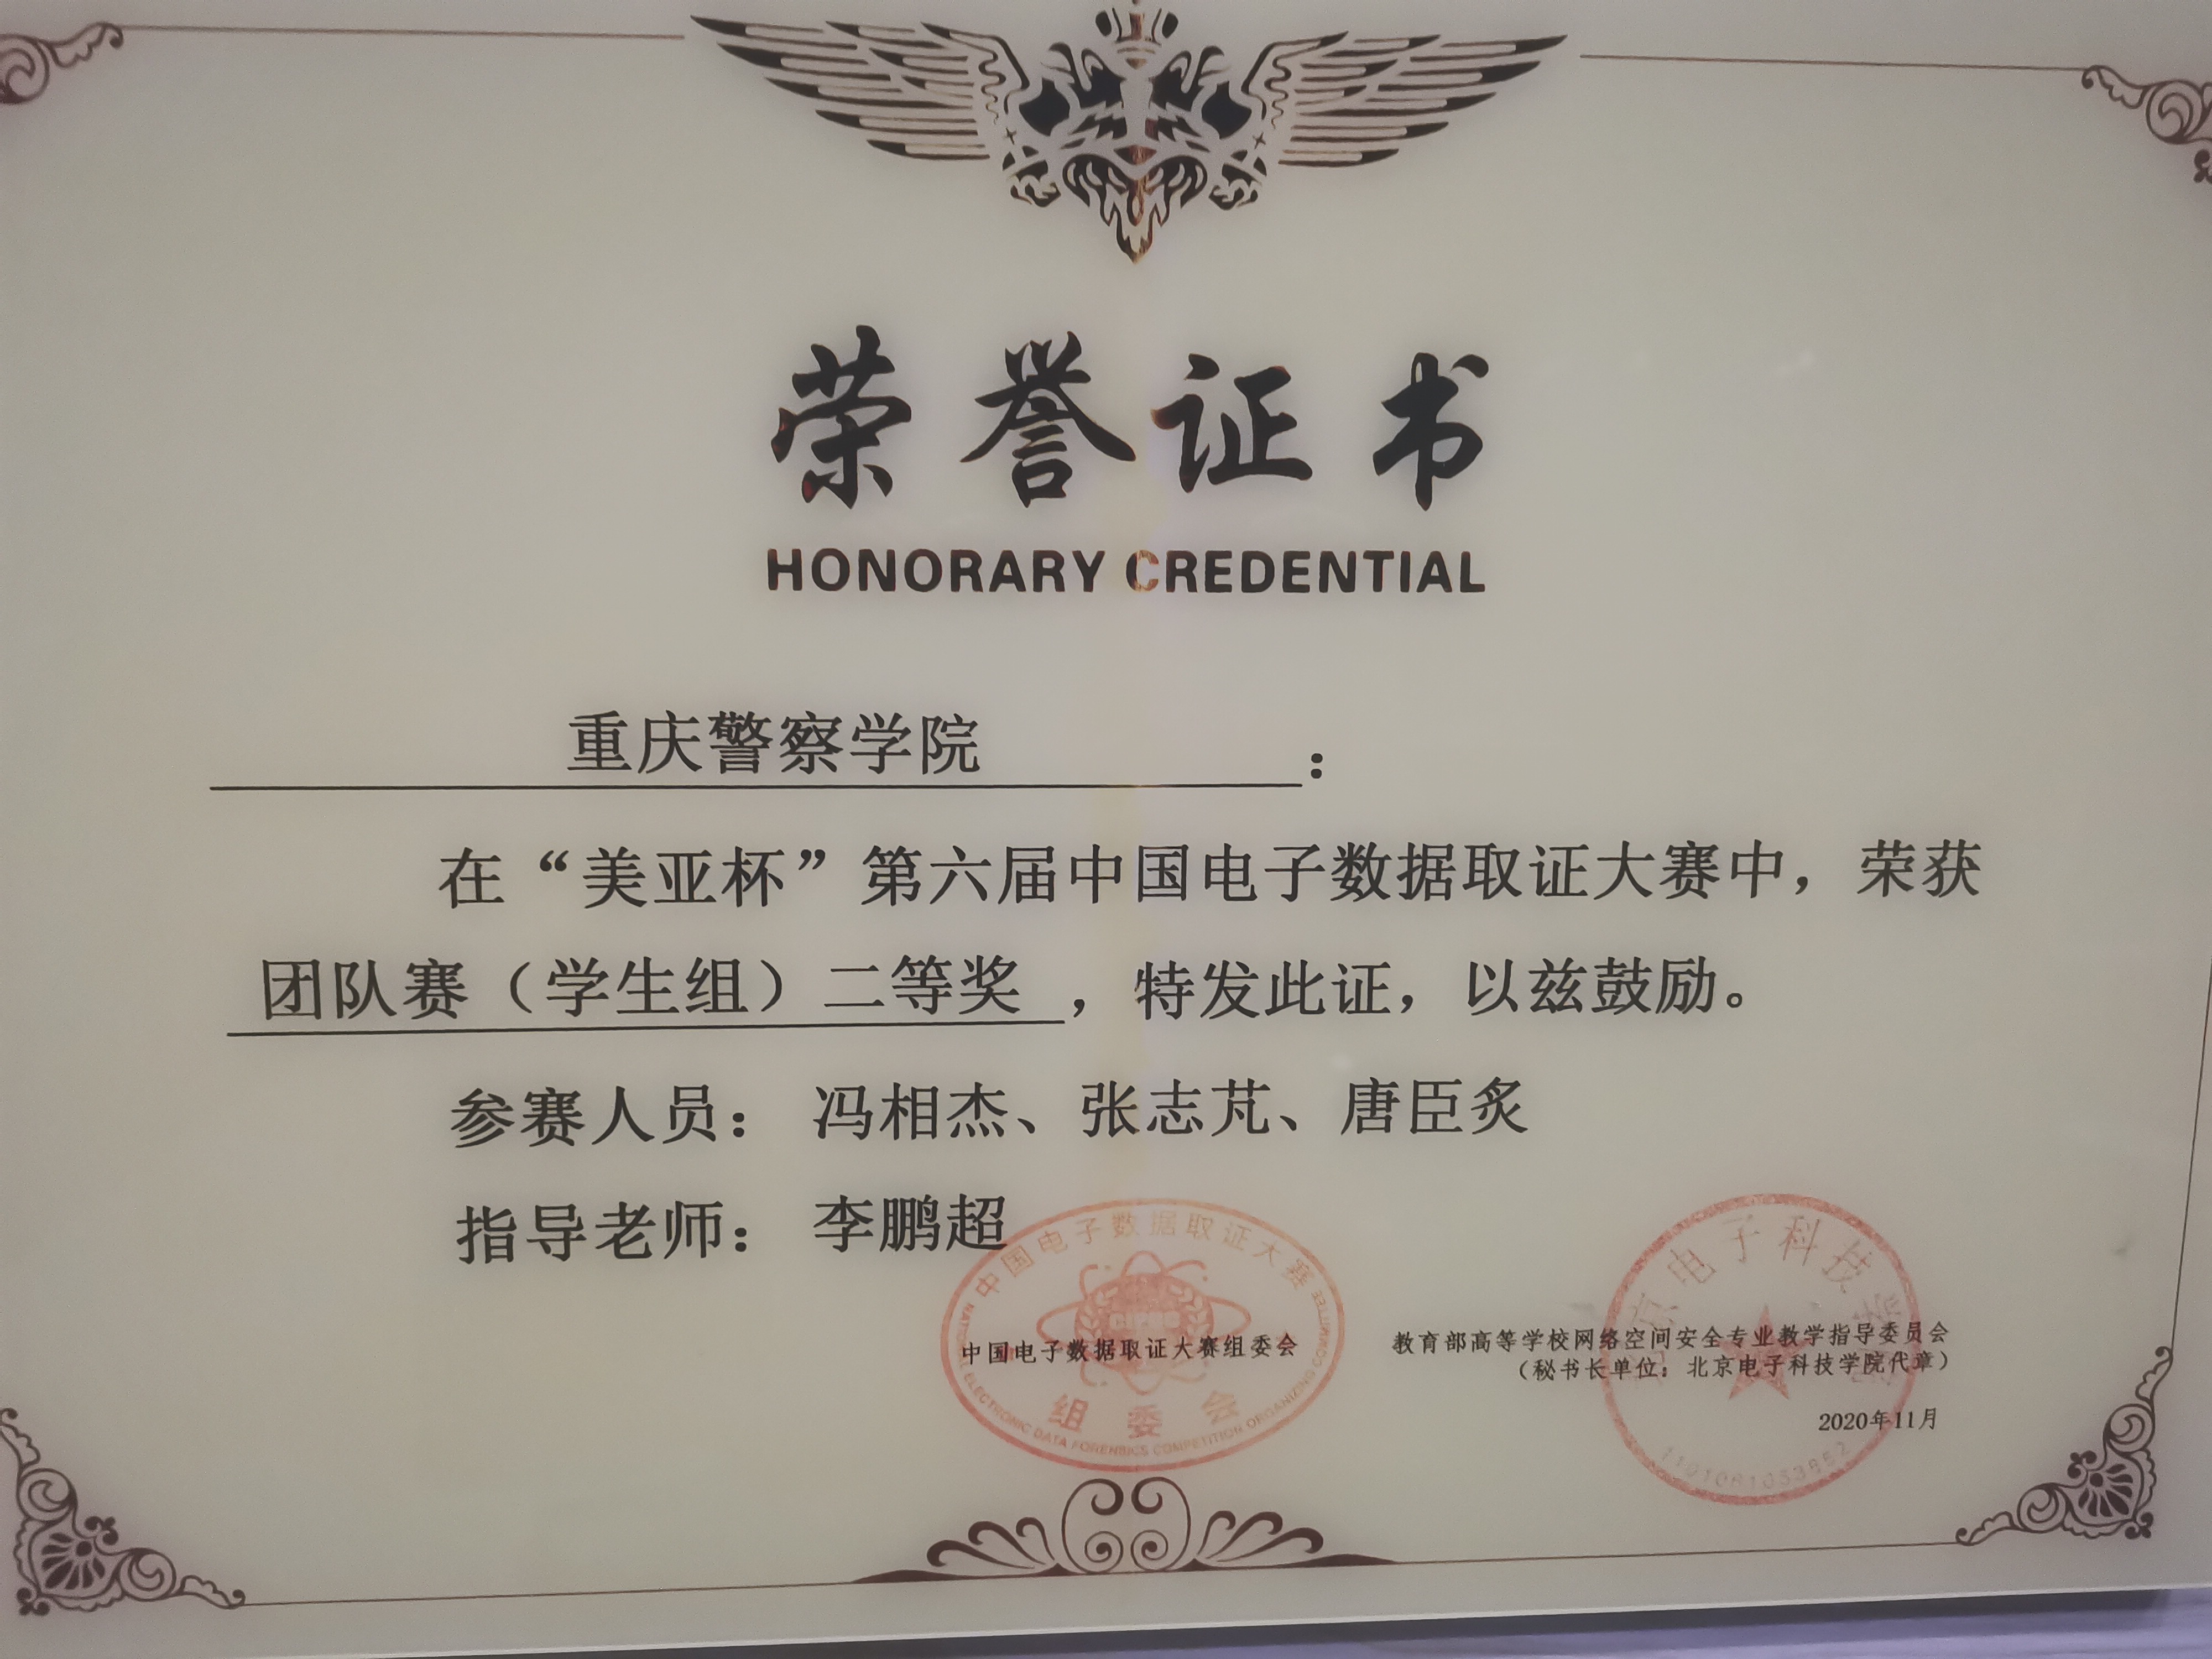 荣誉证书
HONORARY CREDENTIAL
重庆警察学院：
在“美亚杯”第六届中国电子数据取证大赛中，荣获
团队赛（学生组）二等奖，特发此证，以兹鼓励。
参赛人员： 冯相杰、张志芃、唐臣炙
指导老师： 李鹏超
中国电子数据取证大赛
中国电子数据取证大赛组委会
组委会
NATIONAL ELECTRONIC DATA FORENSICS COMPETITION ORGANIZING COMMITTEE
京电子科技学
教育部高等学校网络空间安全专业教学指导委员会
（秘书长单位：北京电子科技学院代章）
2020年11月